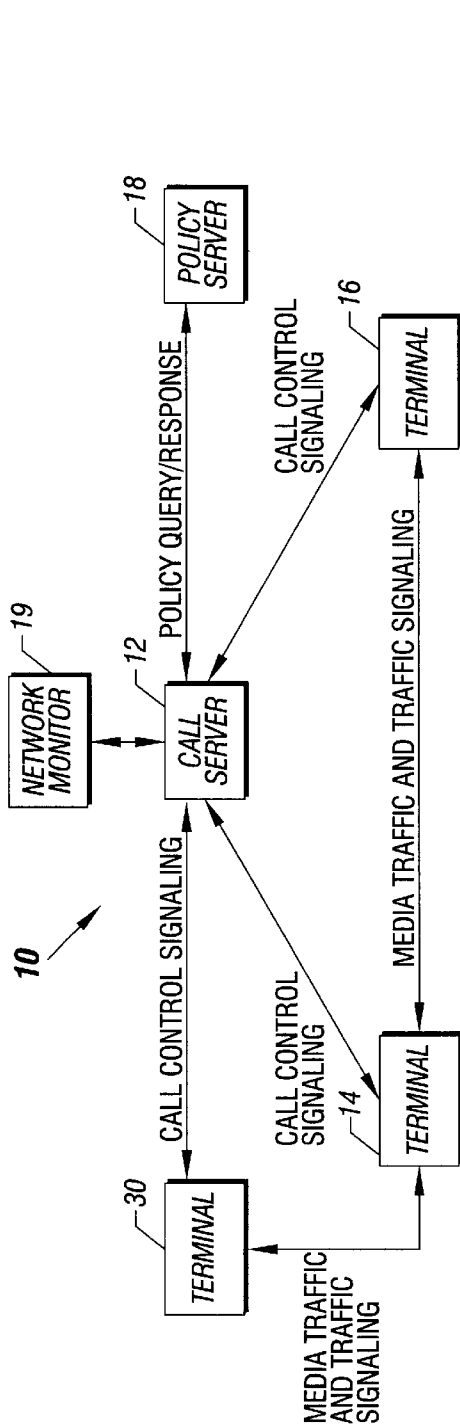 10
19
NETWORK
MONITOR
30
TERMINAL
CALL CONTROL SIGNALING
12
CALL
SERVER
POLICY QUERY/RESPONSE
18
POLICY
SERVER
MEDIA TRAFFIC
AND TRAFFIC
SIGNALING
CALL CONTROL
SIGNALING
14
TERMINAL
MEDIA TRAFFIC AND TRAFFIC SIGNALING
CALL CONTROL
SIGNALING
16
TERMINAL